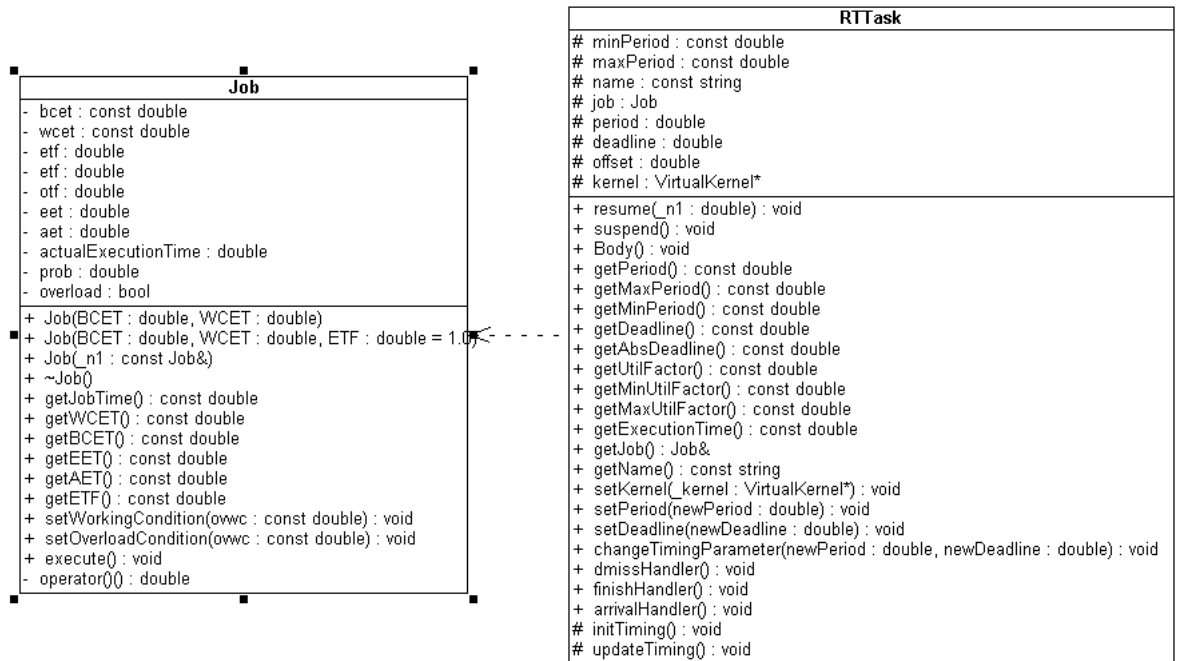 Job
- bcet : const double
- wcet : const double
- etf : double
- etf : double
- otf : double
- eet : double
- aet : double
- actualExecutionTime : double
- prob : double
- overload : bool
+ Job(BCET : double, WCET : double)
+ Job(BCET : double, WCET : double, ETF : double = 1.0)
+ Job(_n1 : const Job&)
+ ~Job()
+ getJobTime() : const double
+ getWCET() : const double
+ getBCET() : const double
+ getEET() : const double
+ getAET() : const double
+ getETF() : const double
+ setWorkingCondition(ovwc : const double) : void
+ setOverloadCondition(ovwc : const double) : void
+ execute() : void
- operator()() : double
RTTask
# minPeriod : const double
# maxPeriod : const double
# name : const string
# job : Job
# period : double
# deadline : double
# offset : double
# kernel : VirtualKernel*
+ resume(_n1 : double) : void
+ suspend() : void
+ Body() : void
+ getPeriod() : const double
+ getMaxPeriod() : const double
+ getMinPeriod() : const double
+ getDeadline() : const double
+ getAbsDeadline() : const double
+ getUtilFactor() : const double
+ getMinUtilFactor() : const double
+ getMaxUtilFactor() : const double
+ getExecutionTime() : const double
+ getJob() : Job&
+ getName() : const string
+ setKernel(_kernel : VirtualKernel*) : void
+ setPeriod(newPeriod : double) : void
+ setDeadline(newDeadline : double) : void
+ changeTimingParameter(newPeriod : double, newDeadline : double) : void
+ dmissHandler() : void
+ finishHandler() : void
+ arrivalHandler() : void
# initTiming() : void
# updateTiming() : void